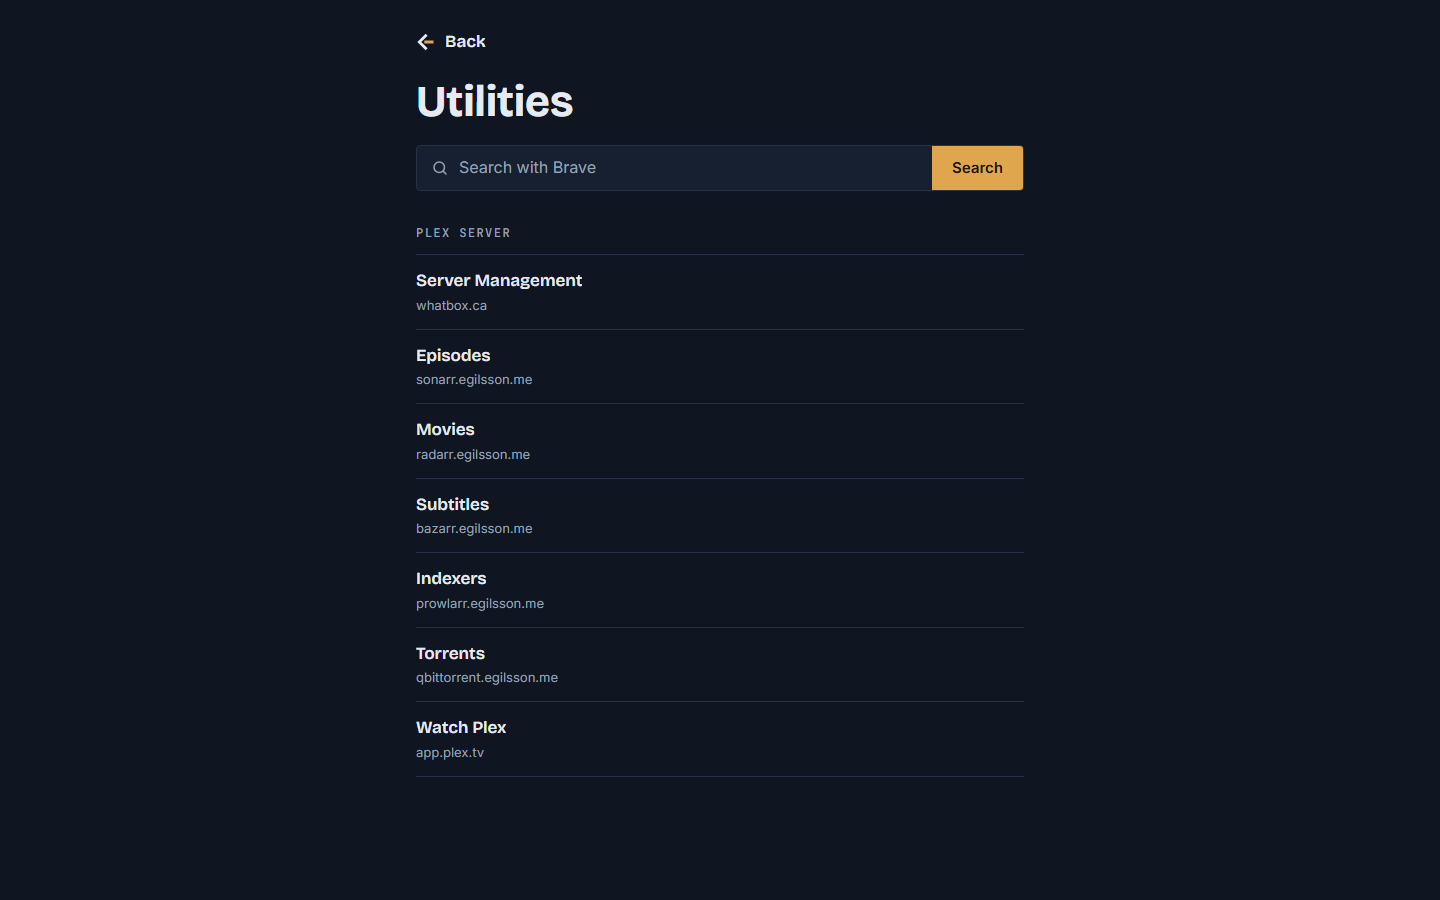 Back
Utilities
Search with Brave
Search
PLEX SERVER
Server Management
whatbox.ca
Episodes
sonarr.egilsson.me
Movies
radarr.egilsson.me
Subtitles
bazarr.egilsson.me
Indexers
prowlarr.egilsson.me
Torrents
qbittorrent.egilsson.me
Watch Plex
app.plex.tv